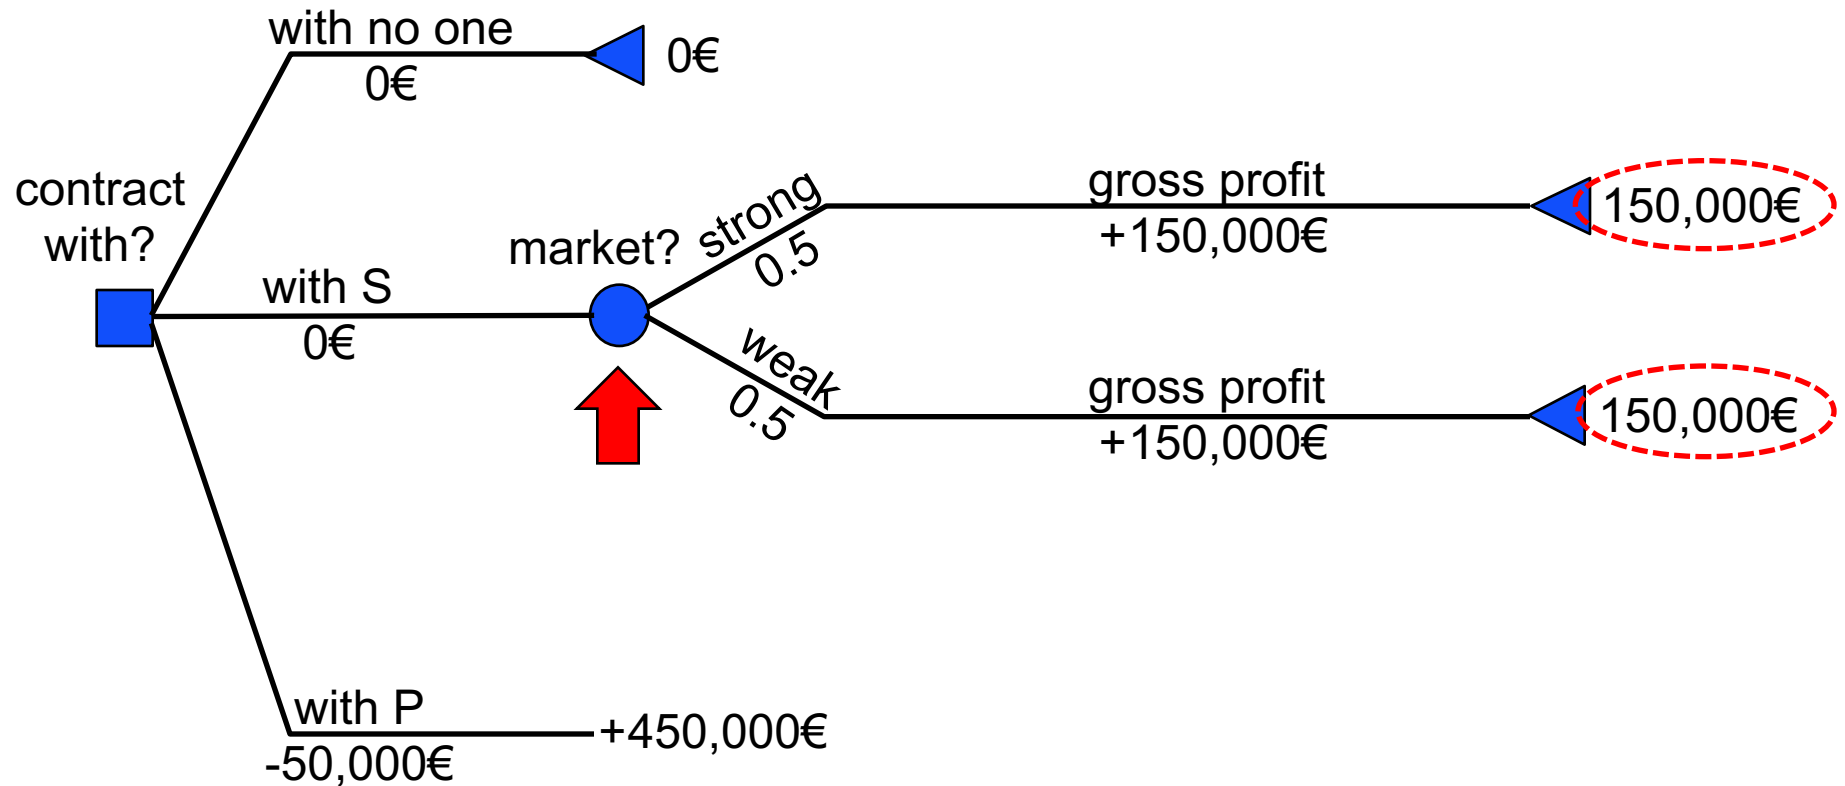 with no one
0€
0€
contract
with?
with S
0€
market?
strong
0.5
gross profit
+150,000€
150,000€
weak
0.5
gross profit
+150,000€
150,000€
with P
-50,000€
+450,000€